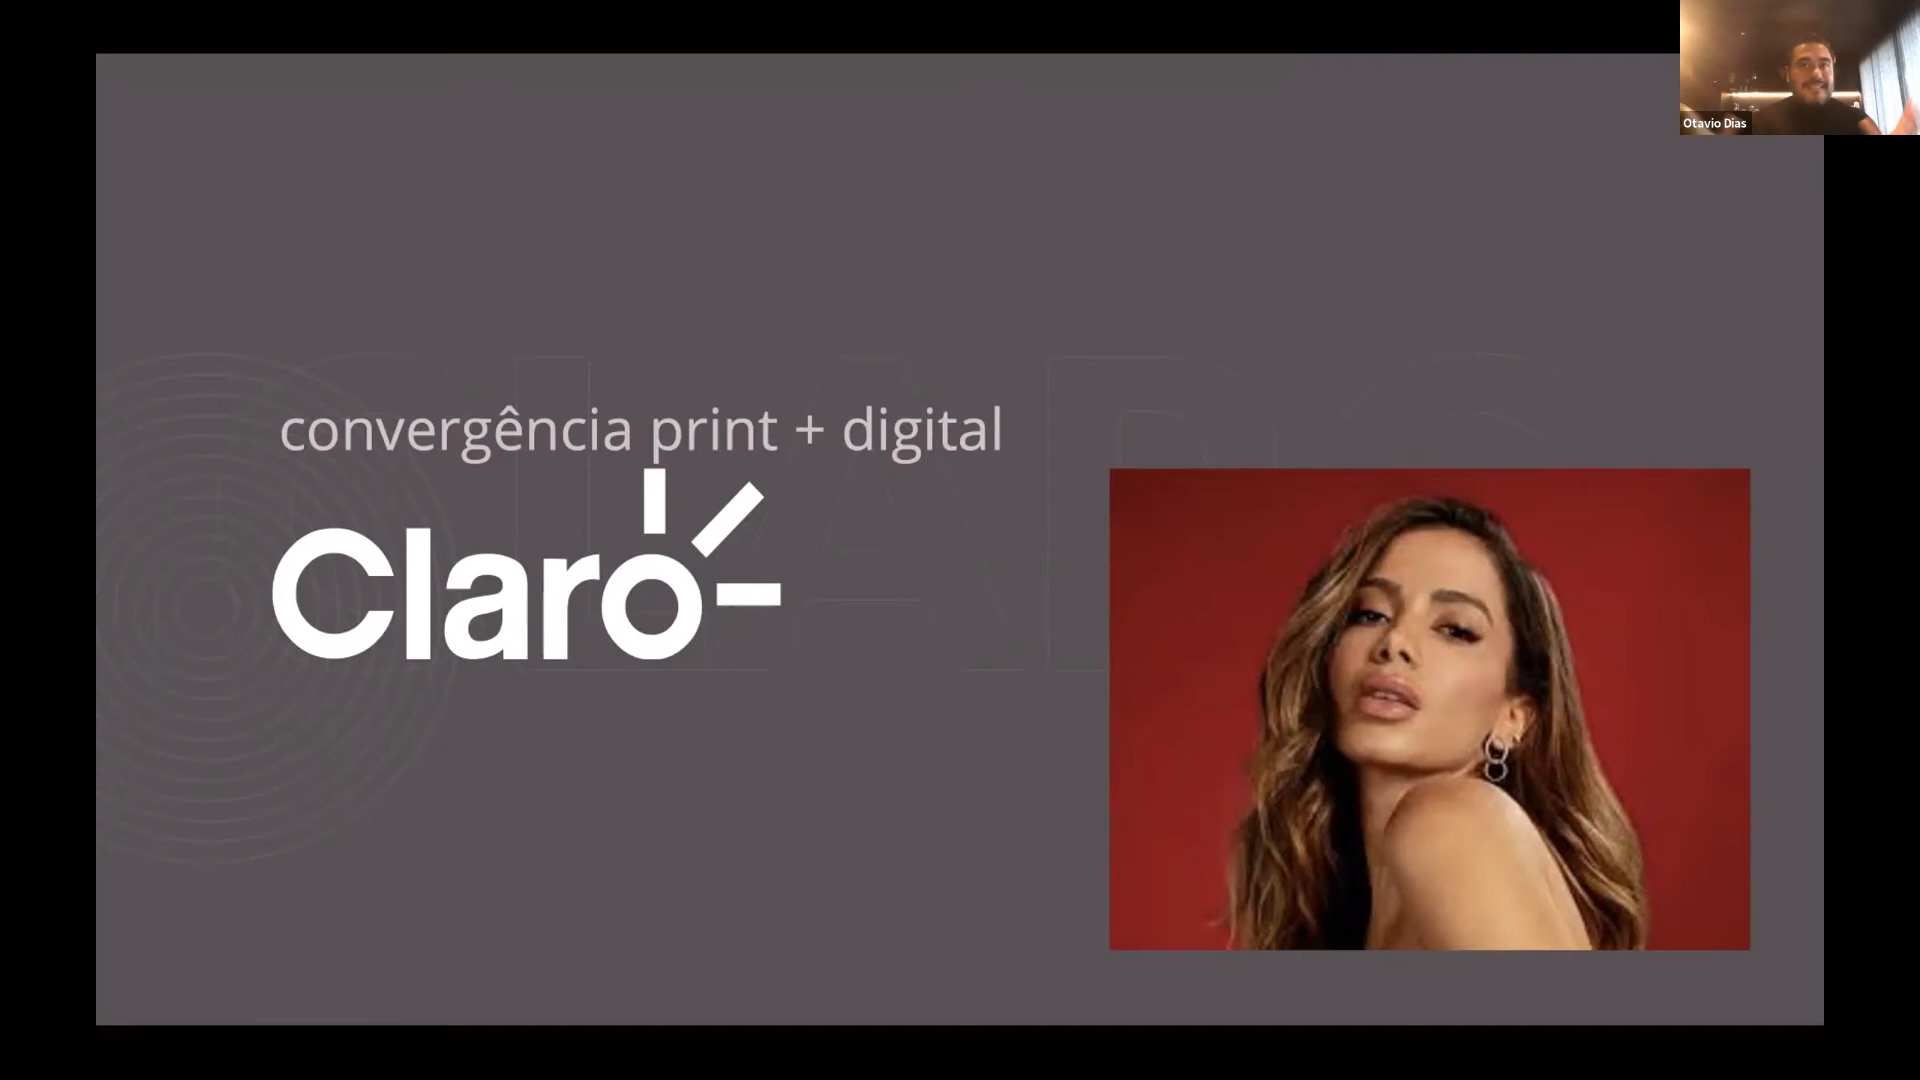 Otavio Dias
convergência print + digital
Claro